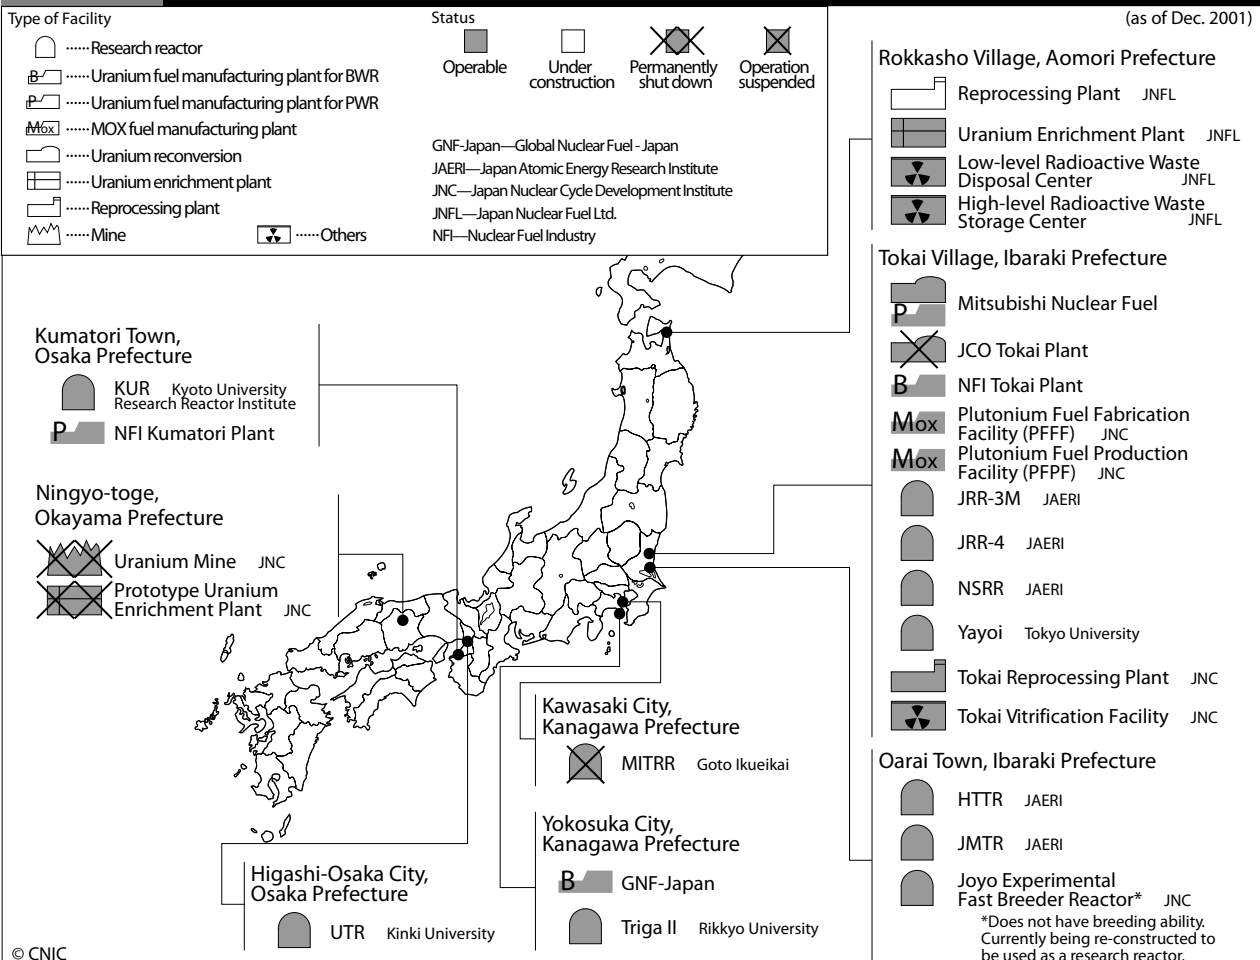 Type of Facility
······Research reactor
B ······Uranium fuel manufacturing plant for BWR
P ······Uranium fuel manufacturing plant for PWR
Mox ······MOX fuel manufacturing plant
······Uranium reconversion
······Uranium enrichment plant
······Reprocessing plant
······Mine
······Others
Status
Operable
Under
construction
Permanently
shut down
Operation
suspended
GNF-Japan—Global Nuclear Fuel - Japan
JAERI—Japan Atomic Energy Research Institute
JNC—Japan Nuclear Cycle Development Institute
JNFL—Japan Nuclear Fuel Ltd.
NFI—Nuclear Fuel Industry
(as of Dec. 2001)
Rokkasho Village, Aomori Prefecture
Reprocessing Plant JNFL
Uranium Enrichment Plant JNFL
Low-level Radioactive Waste
Disposal Center JNFL
High-level Radioactive Waste
Storage Center JNFL
Tokai Village, Ibaraki Prefecture
P Mitsubishi Nuclear Fuel
JCO Tokai Plant
B NFI Tokai Plant
Mox Plutonium Fuel Fabrication
Facility (PFFF) JNC
Mox Plutonium Fuel Production
Facility (PFPF) JNC
JRR-3M JAERI
JRR-4 JAERI
NSRR JAERI
Yayoi Tokyo University
Tokai Reprocessing Plant JNC
Tokai Vitrification Facility JNC
Oarai Town, Ibaraki Prefecture
HTTR JAERI
JMTR JAERI
Joyo Experimental
Fast Breeder Reactor* JNC
*Does not have breeding ability.
Currently being re-constructed to
be used as a research reactor.
Kumatori Town,
Osaka Prefecture
KUR Kyoto University
Research Reactor Institute
P NFI Kumatori Plant
Ningyo-toge,
Okayama Prefecture
Uranium Mine JNC
Prototype Uranium
Enrichment Plant JNC
Kawasaki City,
Kanagawa Prefecture
MITRR Goto Ikueikai
Yokosuka City,
Kanagawa Prefecture
B GNF-Japan
Triga II Rikkyo University
Higashi-Osaka City,
Osaka Prefecture
UTR Kinki University
© CNIC